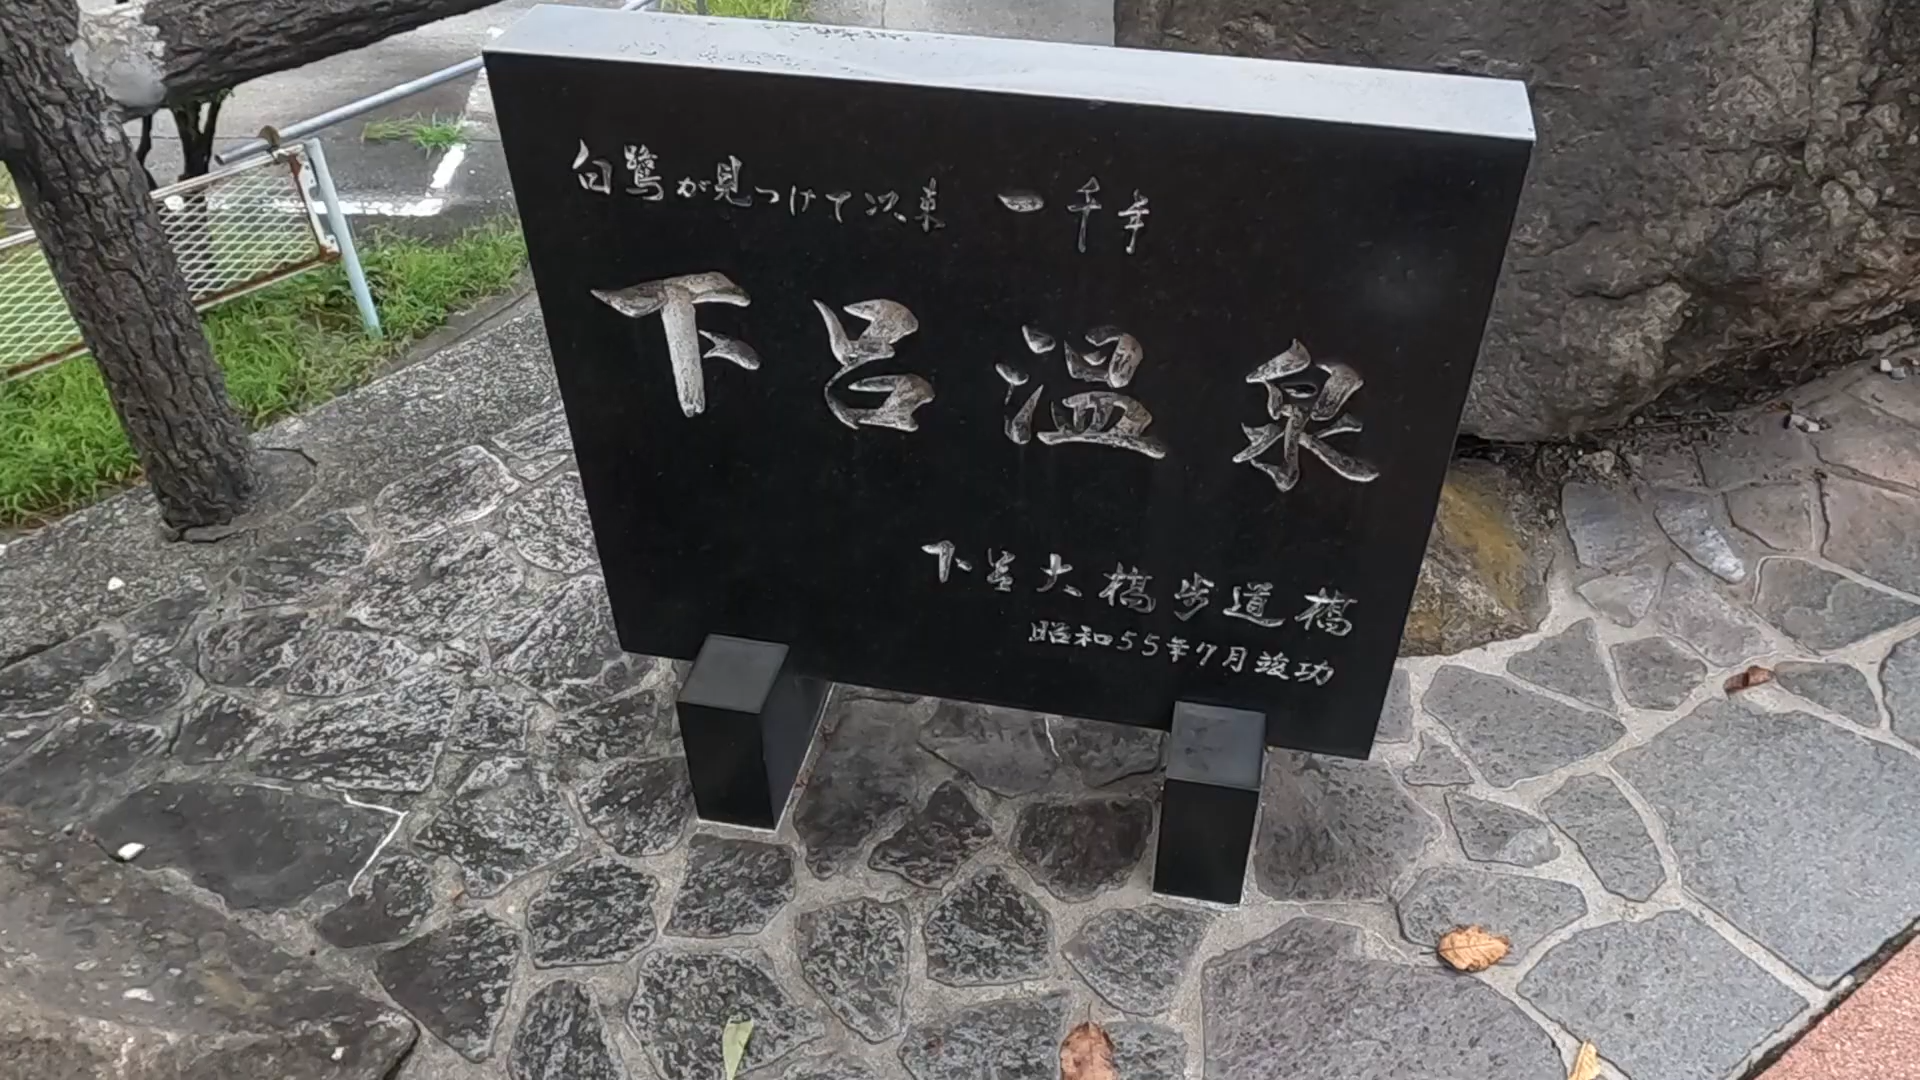 白鷺が見つけて以来 一千年
下呂温泉
下呂大橋歩道橋
昭和55年7月竣功